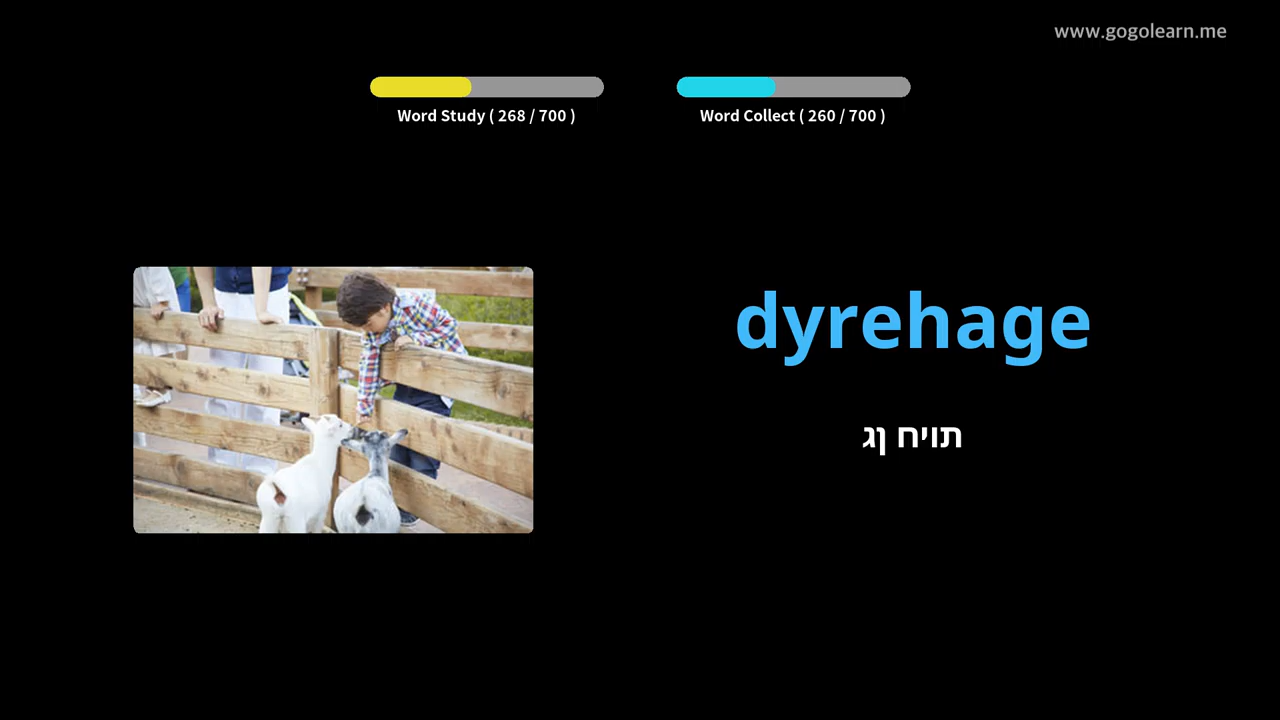 www.gogolearn.me
Word Study ( 268 / 700 )
Word Collect ( 260 / 700 )
dyrehage
גן חיות